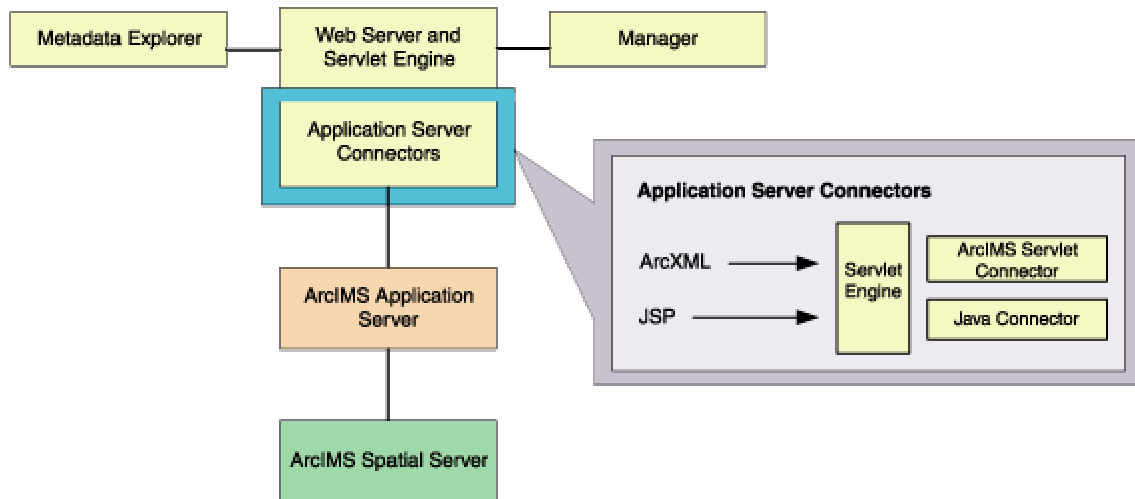 Metadata Explorer
Web Server and
Servlet Engine
Manager
Application Server
Connectors
Application Server Connectors
ArcXML
JSP
Servlet
Engine
ArcIMS Servlet
Connector
Java Connector
ArcIMS Application
Server
ArcIMS Spatial Server